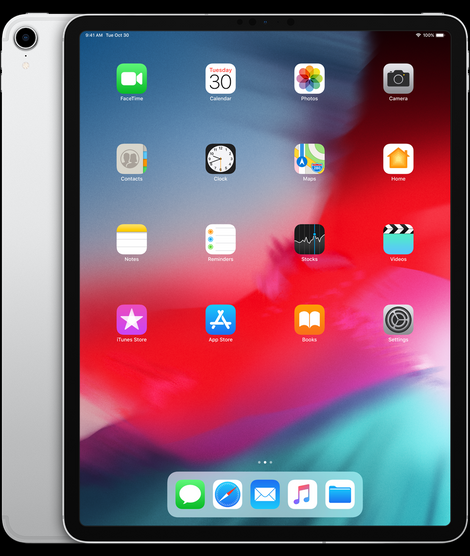 9:41 AM Tue Oct 30
100%
Tuesday
30
FaceTime
Calendar
Photos
Camera
Contacts
Clock
Maps
Home
Notes
Reminders
Stocks
Videos
iTunes Store
App Store
Books
Settings